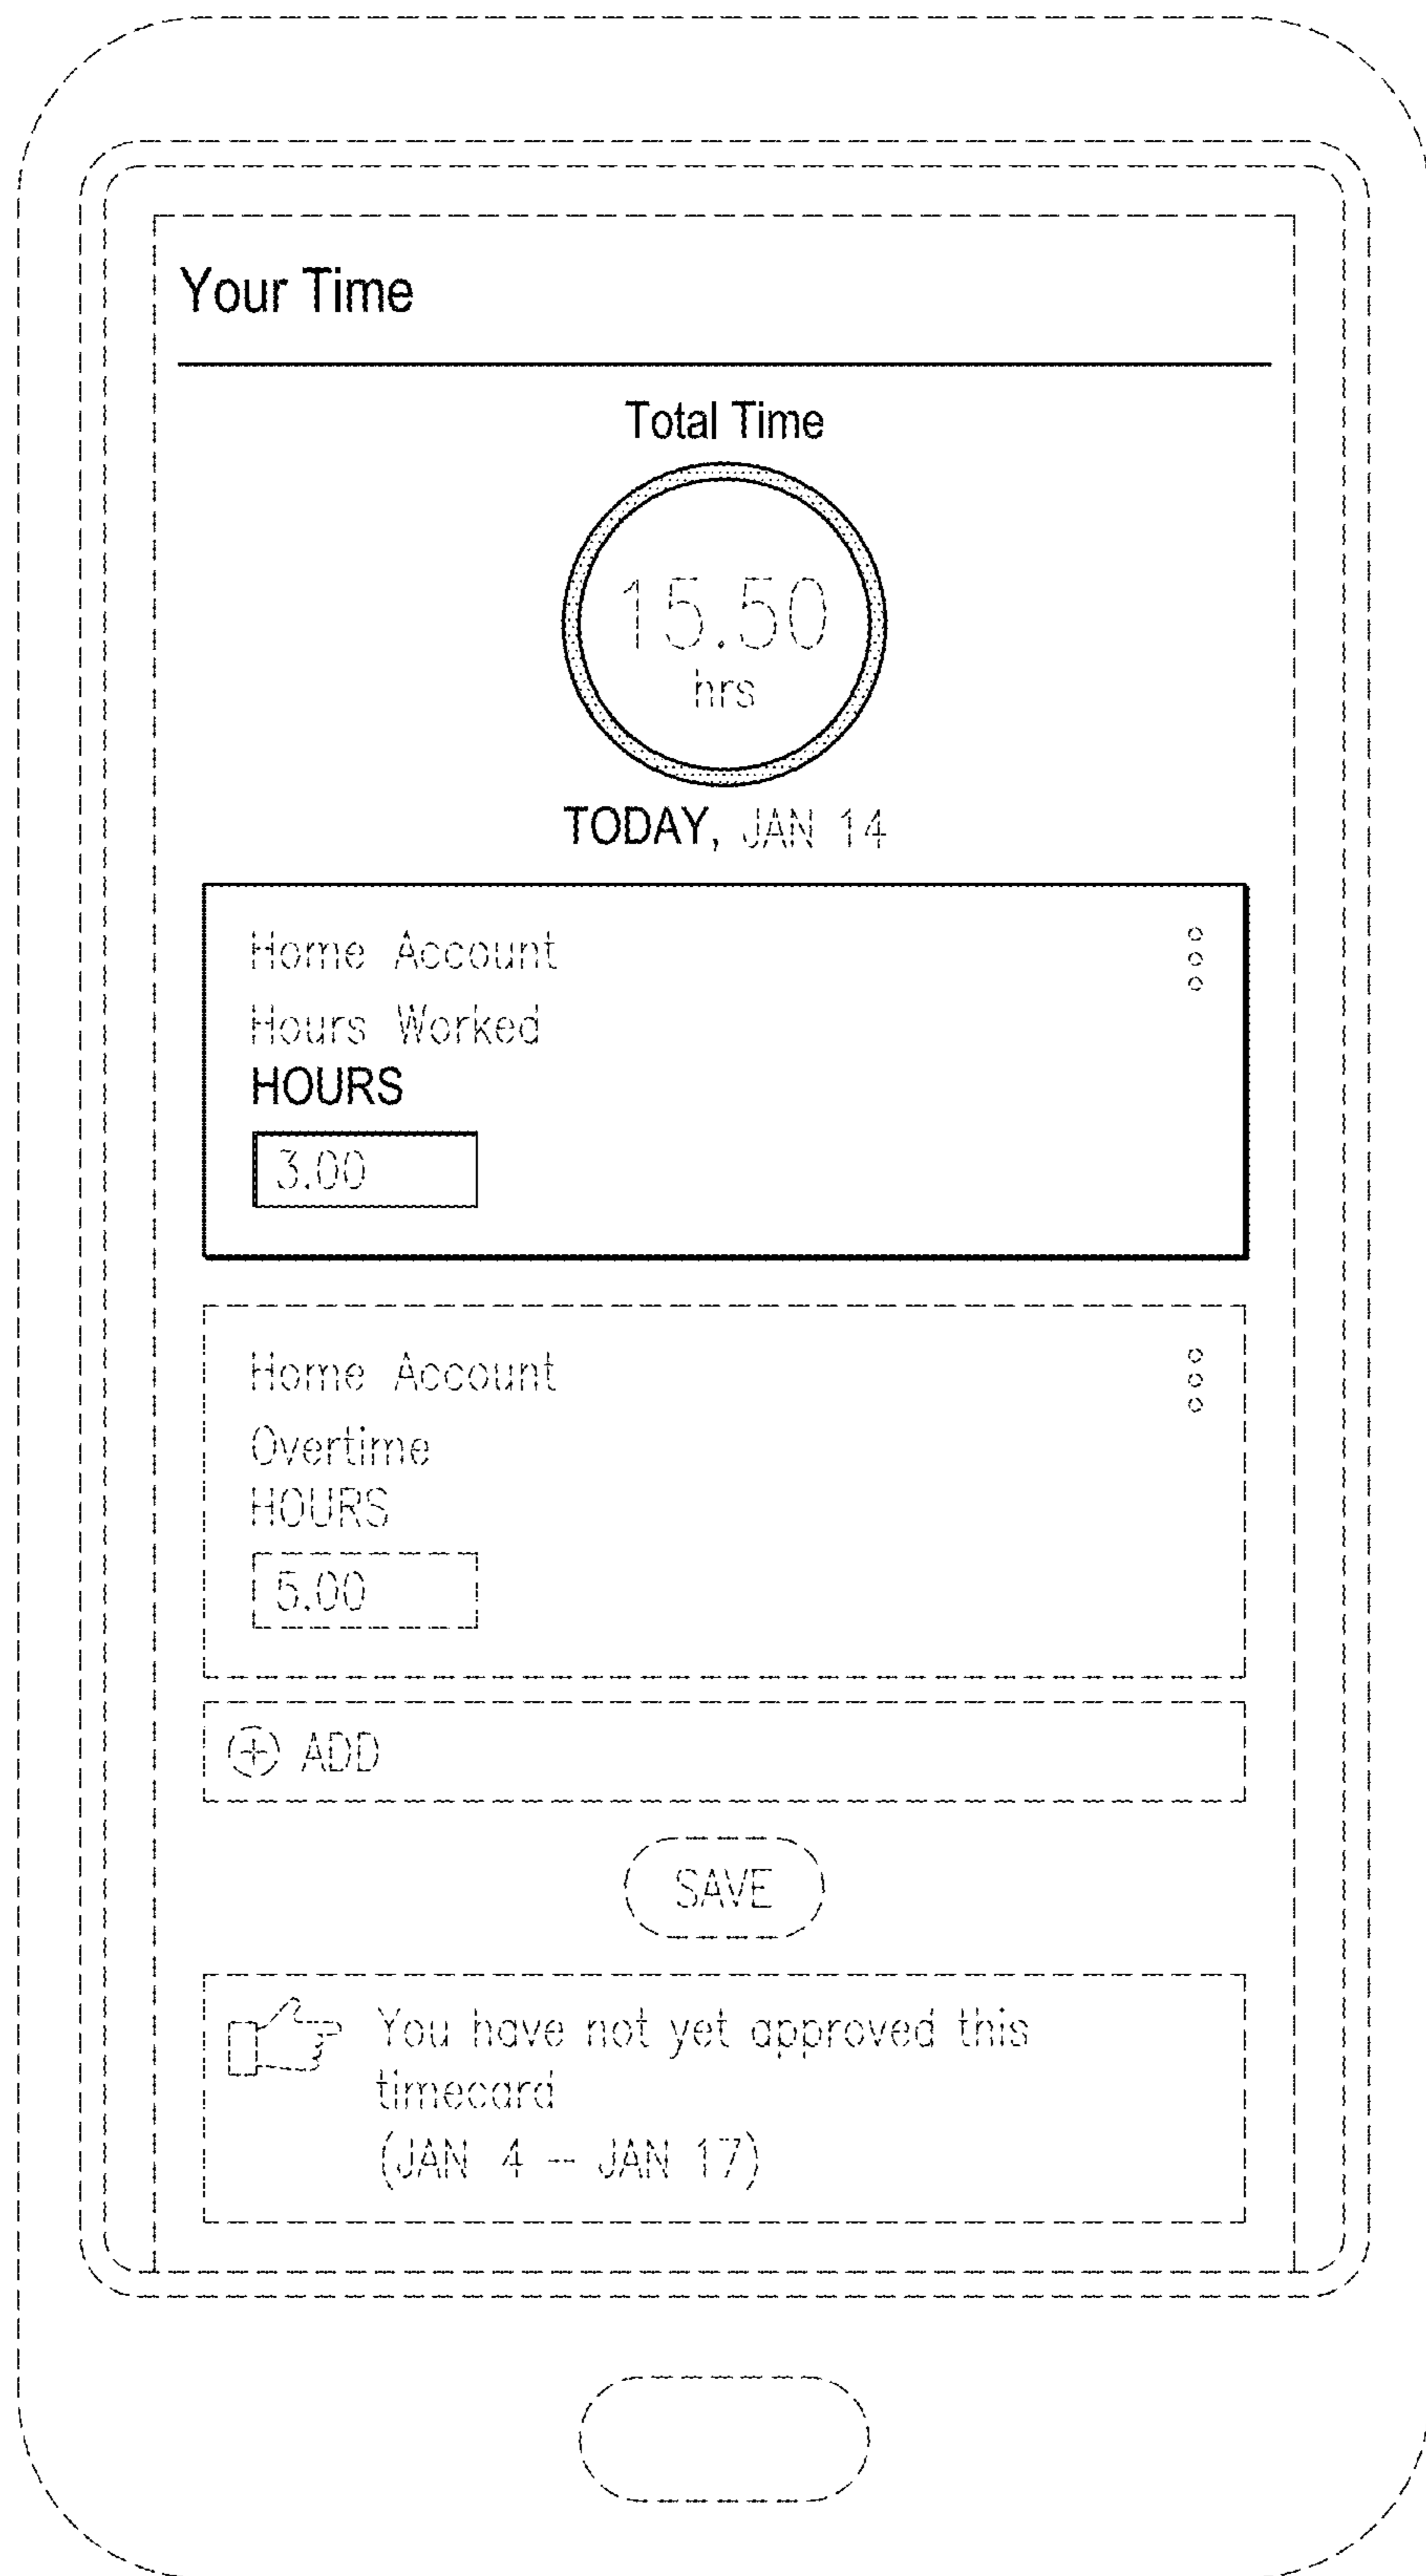 Your Time
Total Time
15.50
hrs
TODAY, JAN 14
Home Account
Hours Worked
HOURS
3.00
Home Account
Overtime
HOURS
5.00
ADD
SAVE
You have not yet approved this
timecard
(JAN 4 – JAN 17)